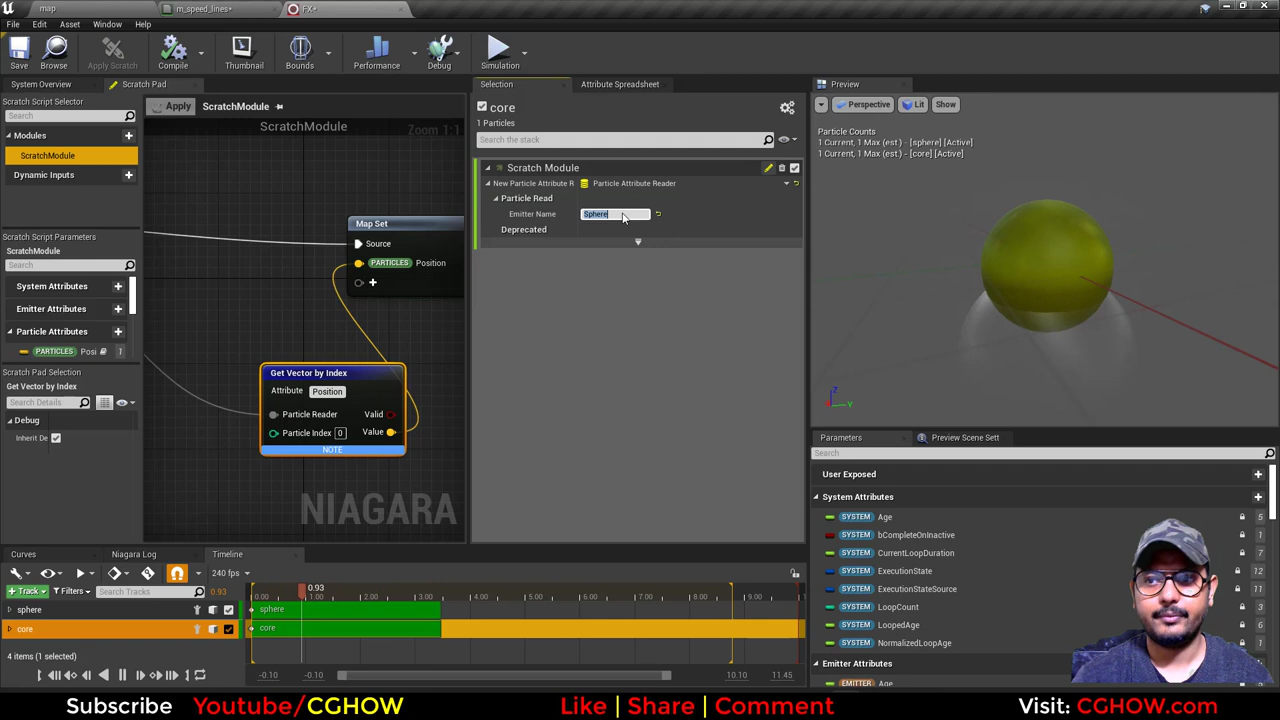 map
m_speed_lines*
FX*
File
Edit
Asset
Window
Help
Save
Browse
Apply Scratch
Compile
Thumbnail
Bounds
Performance
Debug
Simulation
System Overview
Scratch Pad
Selection
Attribute Spreadsheet
Preview
Scratch Script Selector
Search
Modules
ScratchModule
Dynamic Inputs
Scratch Script Parameters
ScratchModule
Search
System Attributes
Emitter Attributes
Particle Attributes
PARTICLES Posi 1
Scratch Pad Selection
Get Vector by Index
Search Details
Debug
Inherit De
Apply
ScratchModule
ScratchModule
Zoom 1:1
Map Set
Source
PARTICLES Position
Get Vector by Index
Attribute Position
Particle Reader Valid
Particle Index 0 Value
NOTE
NIAGARA
core
1 Particles
Search the stack
Scratch Module
New Particle Attribute R Particle Attribute Reader
Particle Read
Emitter Name Sphere
Deprecated
Perspective
Lit
Show
Particle Counts
1 Current, 1 Max (est.) - [sphere] [Active]
1 Current, 1 Max (est.) - [core] [Active]
Z
X
Y
Parameters
Preview Scene Sett
Search
User Exposed
System Attributes
SYSTEM Age 5
SYSTEM bCompleteOnInactive 1
SYSTEM CurrentLoopDuration 7
SYSTEM ExecutionState 12
SYSTEM ExecutionStateSource 11
SYSTEM LoopCount 5
SYSTEM LoopedAge 6
SYSTEM NormalizedLoopAge
Emitter Attributes
EMITTER Age
Curves
Niagara Log
Timeline
240 fps
Track
Filters
Search Tracks
0.93
0.93
0.00 1.00 2.00 3.00 4.00 5.00 6.00 7.00 8.00 9.00
sphere
sphere
core
core
4 items (1 selected)
-0.10
-0.10
10.10
11.45
Subscribe Youtube/CGHOW Like | Share | Comment Visit: CGHOW.com